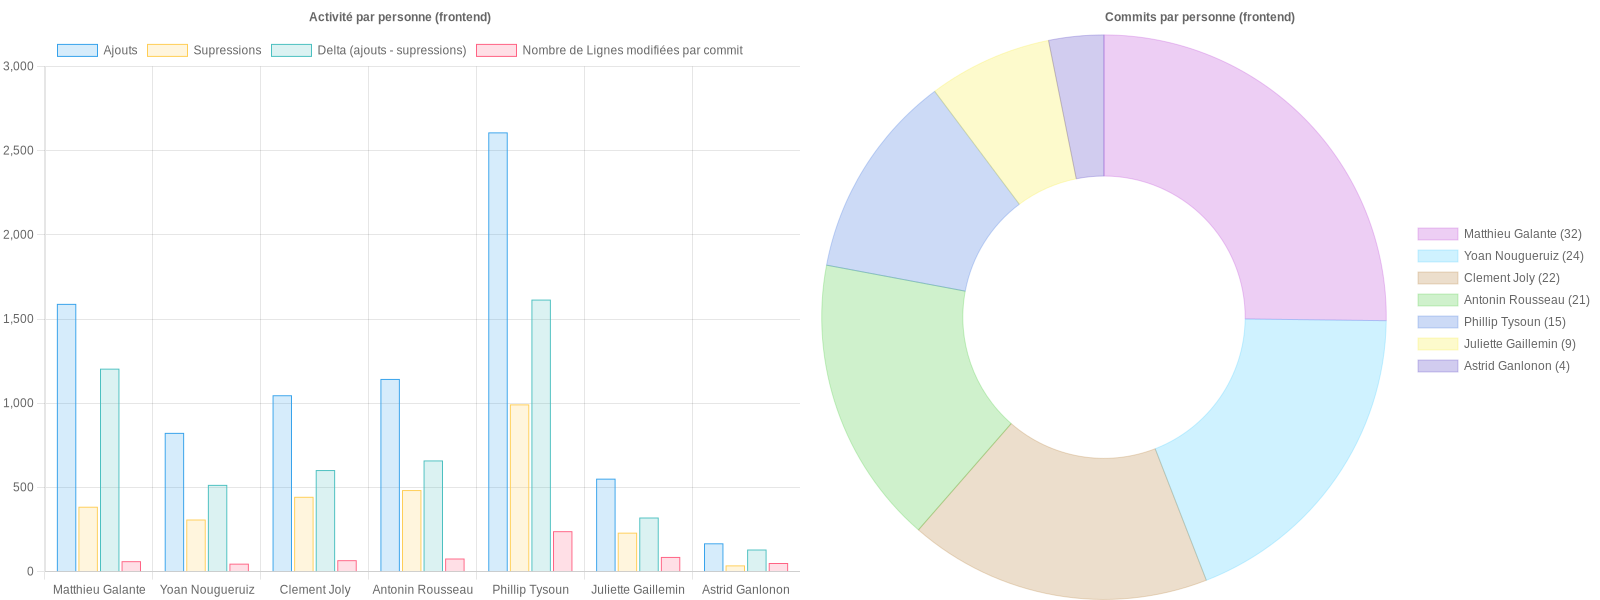 Activité par personne (frontend)
Ajouts
Supressions
Delta (ajouts - supressions)
Nombre de Lignes modifiées par commit
3,000
2,500
2,000
1,500
1,000
500
0
Matthieu Galante
Yoan Nougueruiz
Clement Joly
Antonin Rousseau
Phillip Tysoun
Juliette Gaillemin
Astrid Ganlonon
Commits par personne (frontend)
Matthieu Galante (32)
Yoan Nougueruiz (24)
Clement Joly (22)
Antonin Rousseau (21)
Phillip Tysoun (15)
Juliette Gaillemin (9)
Astrid Ganlonon (4)